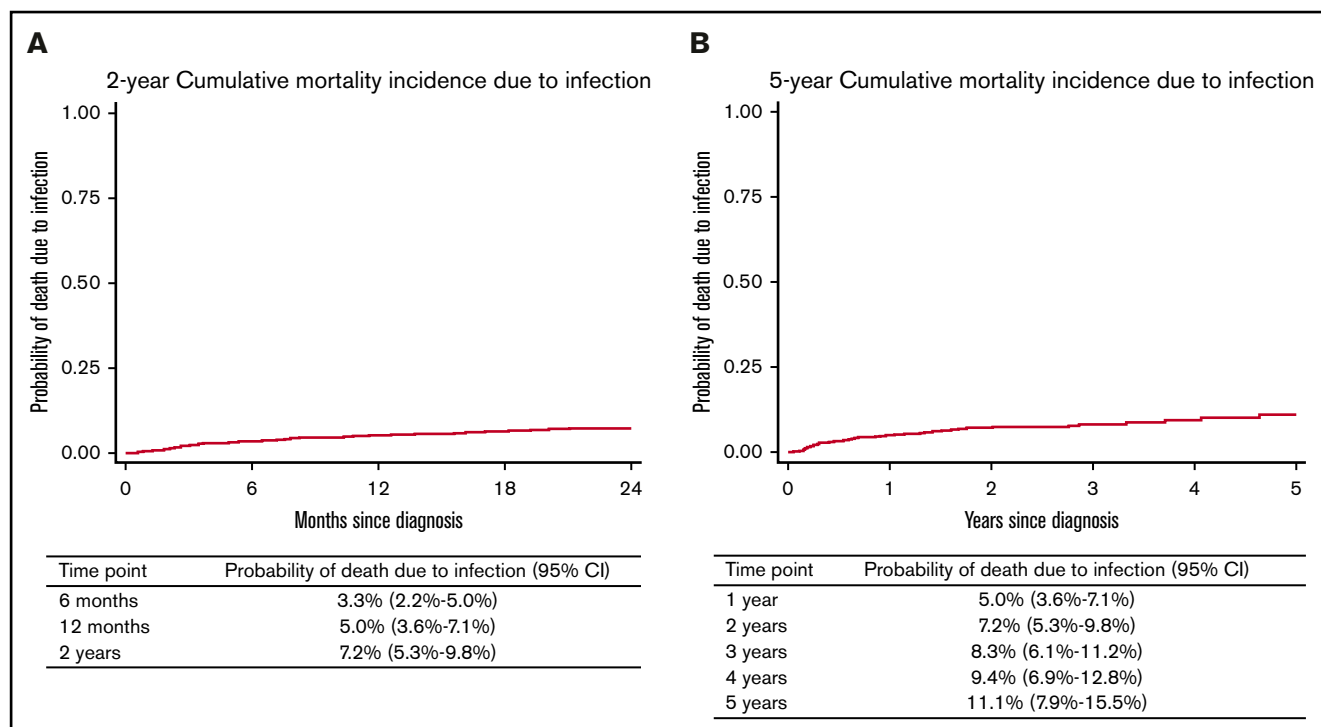 A
2-year Cumulative mortality incidence due to infection
1.00
0.75
0.50
0.25
0.00
Probability of death due to infection
0 6 12 18 24
Months since diagnosis
Time point Probability of death due to infection (95% CI)
6 months 3.3% (2.2%-5.0%)
12 months 5.0% (3.6%-7.1%)
2 years 7.2% (5.3%-9.8%)
B
5-year Cumulative mortality incidence due to infection
1.00
0.75
0.50
0.25
0.00
Probability of death due to infection
0 1 2 3 4 5
Years since diagnosis
Time point Probability of death due to infection (95% CI)
1 year 5.0% (3.6%-7.1%)
2 years 7.2% (5.3%-9.8%)
3 years 8.3% (6.1%-11.2%)
4 years 9.4% (6.9%-12.8%)
5 years 11.1% (7.9%-15.5%)